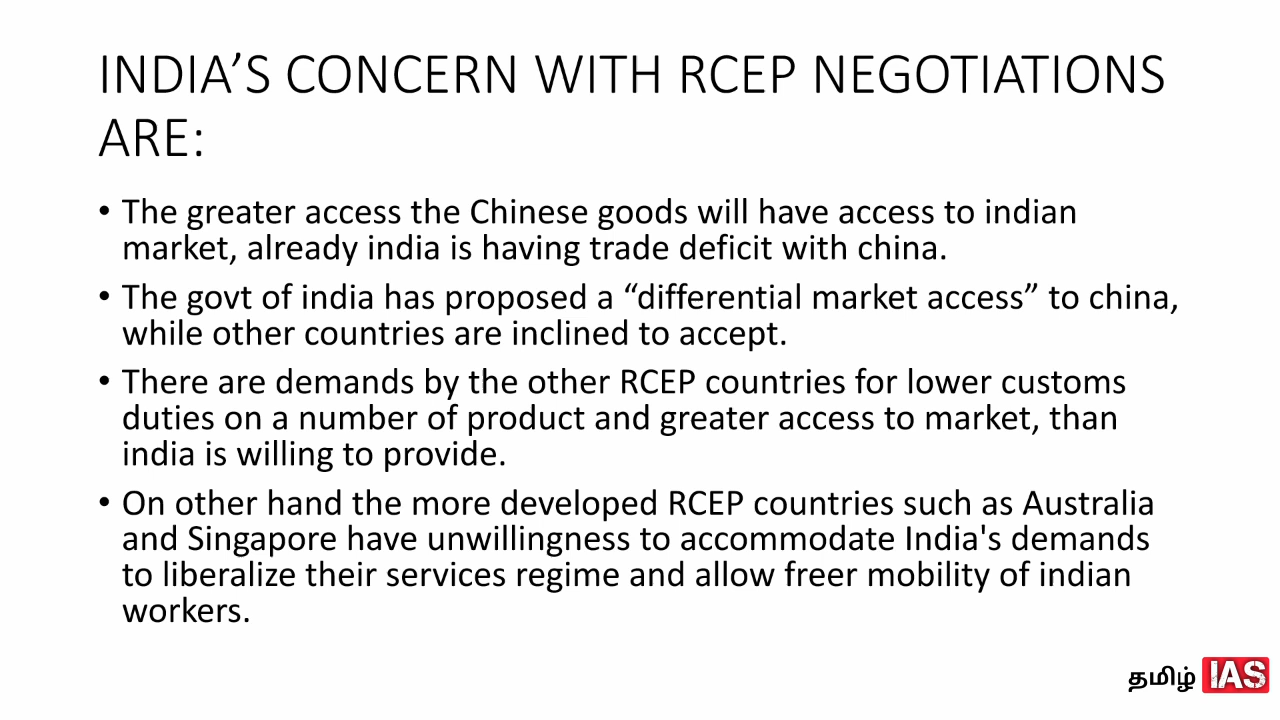 INDIA’S CONCERN WITH RCEP NEGOTIATIONS
ARE:
• The greater access the Chinese goods will have access to indian
market, already india is having trade deficit with china.
• The govt of india has proposed a “differential market access” to china,
while other countries are inclined to accept.
• There are demands by the other RCEP countries for lower customs
duties on a number of product and greater access to market, than
india is willing to provide.
• On other hand the more developed RCEP countries such as Australia
and Singapore have unwillingness to accommodate India's demands
to liberalize their services regime and allow freer mobility of indian
workers.
தமிழ் IAS